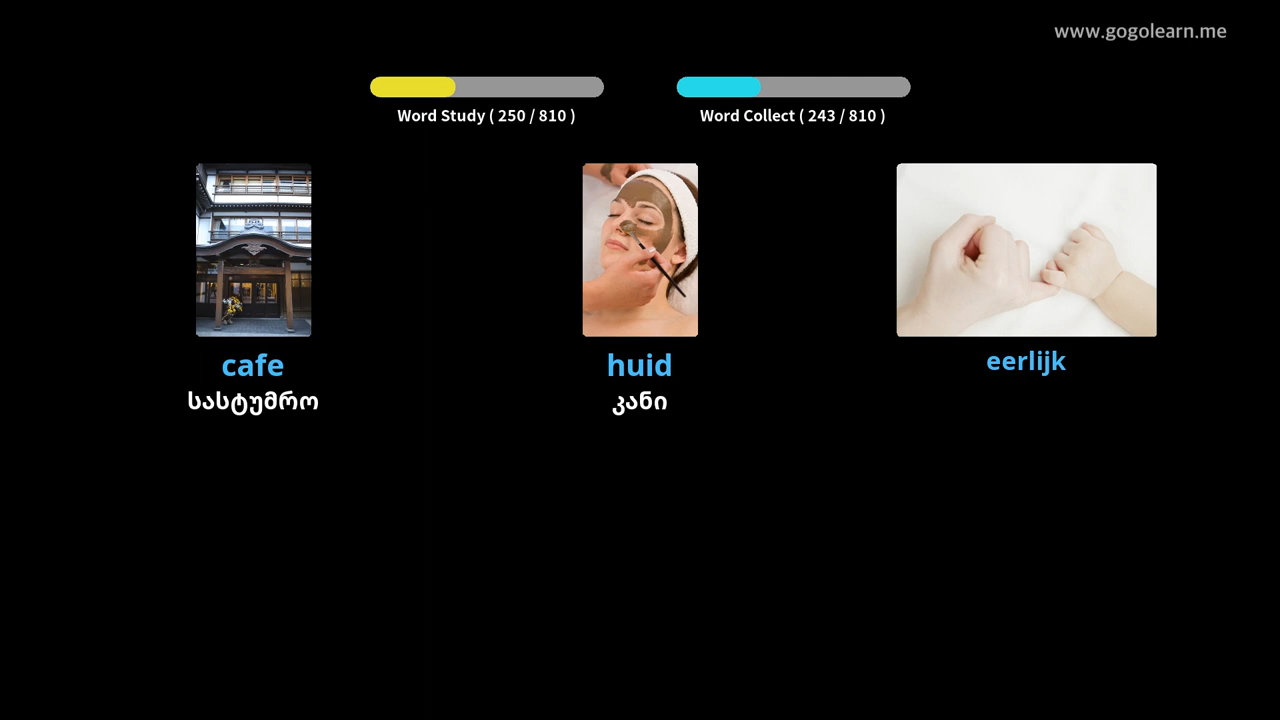 www.gogolearn.me
Word Study ( 250 / 810 )
Word Collect ( 243 / 810 )
cafe
სასტუმრო
huid
კანი
eerlijk